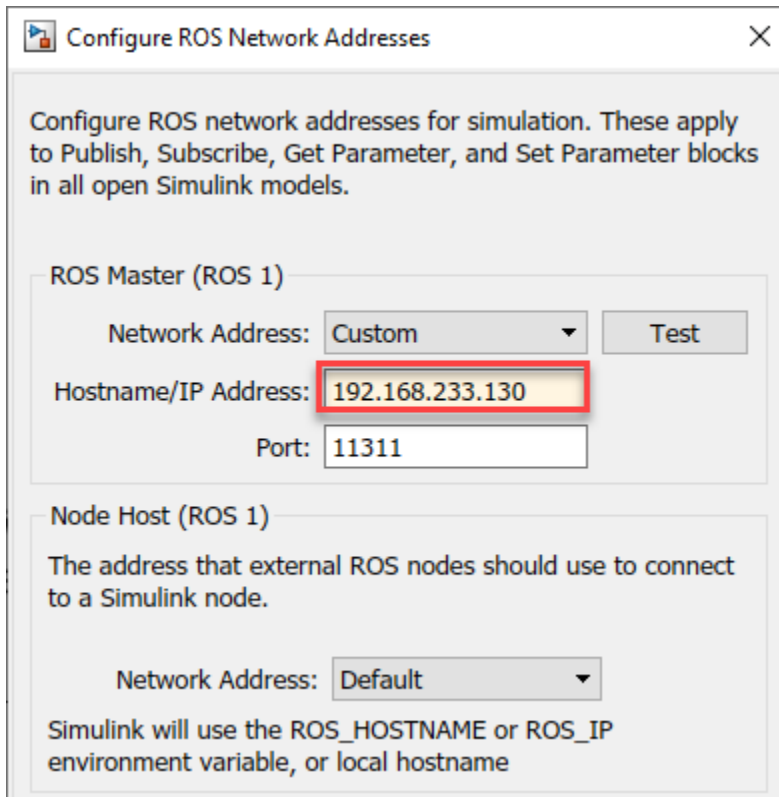 Configure ROS Network Addresses
Configure ROS network addresses for simulation. These apply
to Publish, Subscribe, Get Parameter, and Set Parameter blocks
in all open Simulink models.
ROS Master (ROS 1)
Network Address: Custom Test
Hostname/IP Address: 192.168.233.130
Port: 11311
Node Host (ROS 1)
The address that external ROS nodes should use to connect
to a Simulink node.
Network Address: Default
Simulink will use the ROS_HOSTNAME or ROS_IP
environment variable, or local hostname